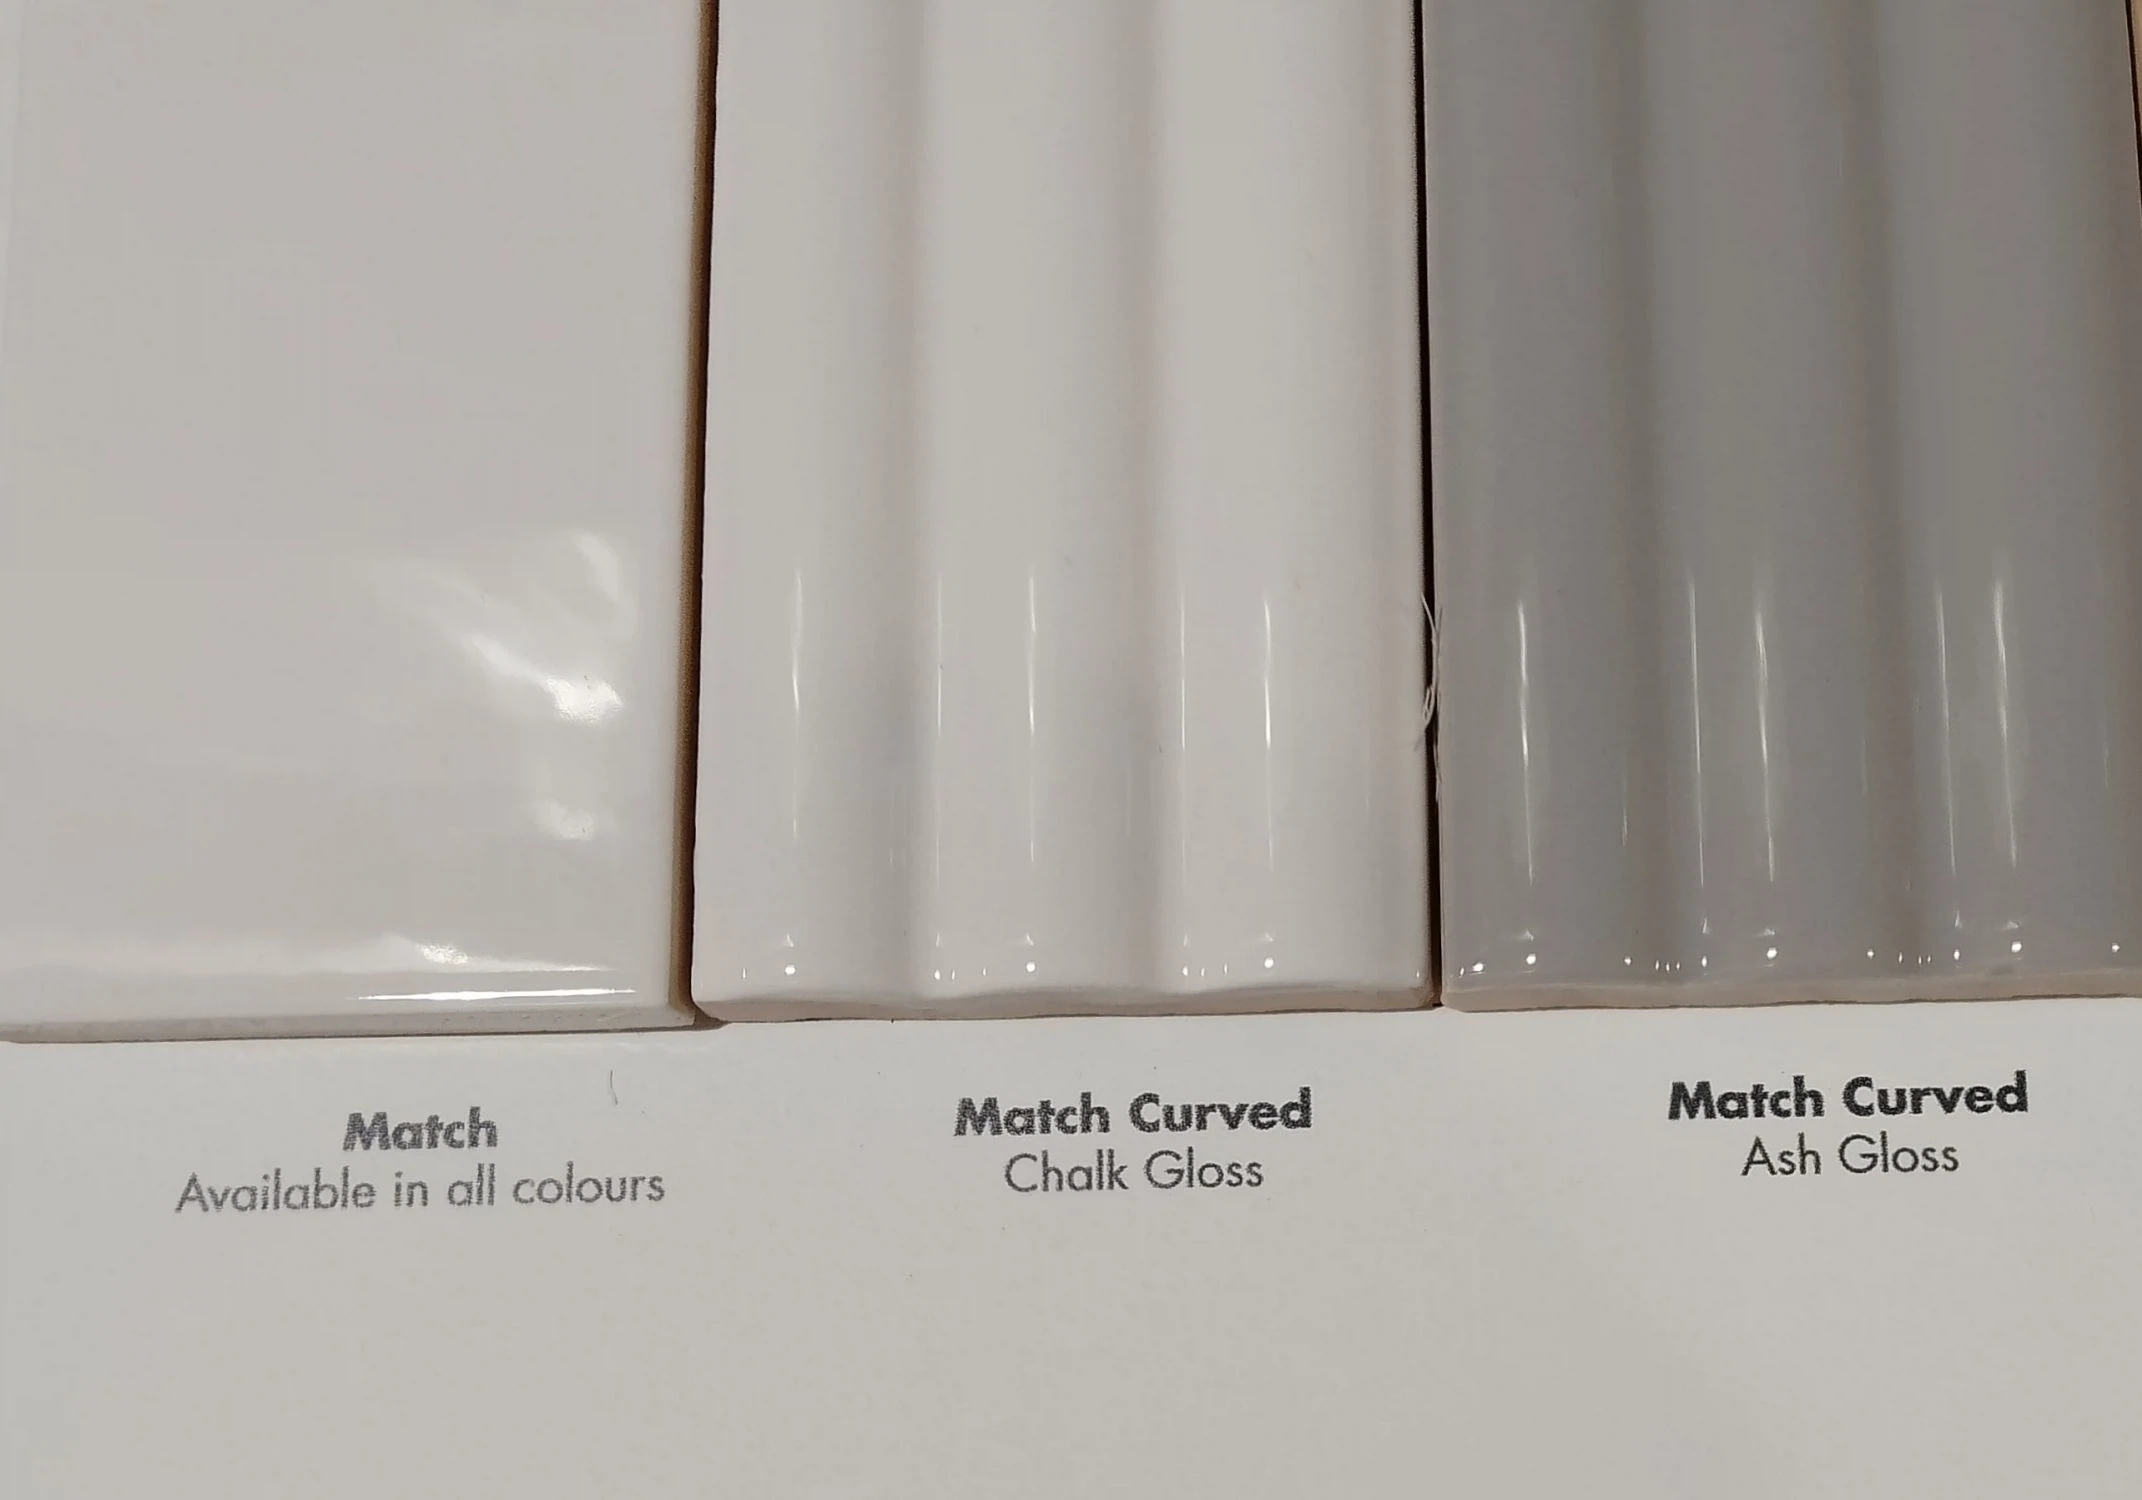 Match
Available in all colours
Match Curved
Chalk Gloss
Match Curved
Ash Gloss